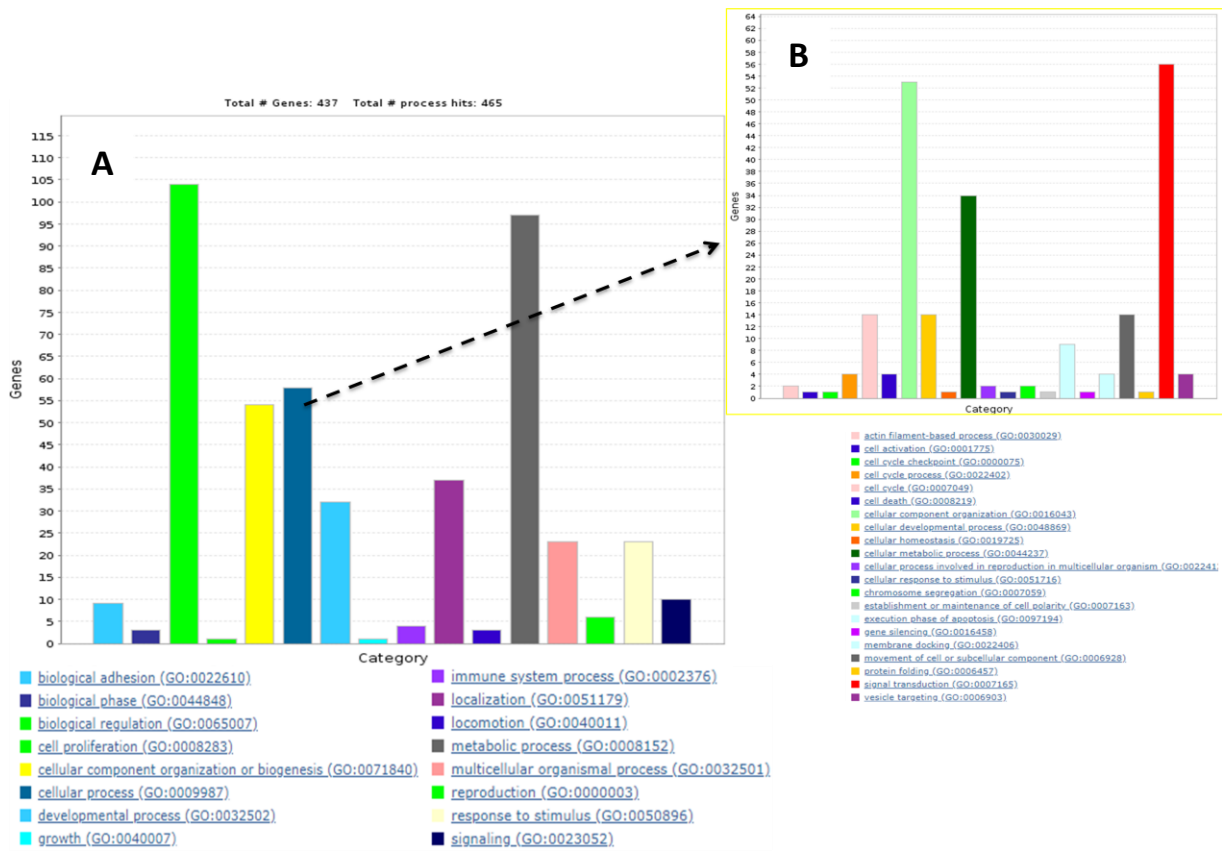 Total # Genes: 437 Total # process hits: 465
A
115
110
105
100
95
90
85
80
75
70
65
60
55
50
45
40
35
30
25
20
15
10
5
0
Genes
Category
biological adhesion (GO:0022610)
biological phase (GO:0044848)
biological regulation (GO:0065007)
cell proliferation (GO:0008283)
cellular component organization or biogenesis (GO:0071840)
cellular process (GO:0009987)
developmental process (GO:0032502)
growth (GO:0040007)
immune system process (GO:0002376)
localization (GO:0051179)
locomotion (GO:0040011)
metabolic process (GO:0008152)
multicellular organismal process (GO:0032501)
reproduction (GO:0000003)
response to stimulus (GO:0050896)
signaling (GO:0023052)
B
64
62
60
58
56
54
52
50
48
46
44
42
40
38
36
34
32
30
28
26
24
22
20
18
16
14
12
10
8
6
4
2
0
Genes
Category
actin filament-based process (GO:0030029)
cell activation (GO:0001775)
cell cycle checkpoint (GO:0000075)
cell cycle process (GO:0022402)
cell cycle (GO:0007049)
cell death (GO:0008219)
cellular component organization (GO:0016043)
cellular developmental process (GO:0048869)
cellular homeostasis (GO:0019725)
cellular metabolic process (GO:0044237)
cellular process involved in reproduction in multicellular organism (GO:002241
cellular response to stimulus (GO:0051716)
chromosome segregation (GO:0007059)
establishment or maintenance of cell polarity (GO:0007163)
execution phase of apoptosis (GO:0097194)
gene silencing (GO:0016458)
membrane docking (GO:0022406)
movement of cell or subcellular component (GO:0006928)
protein folding (GO:0006457)
signal transduction (GO:0007165)
vesicle targeting (GO:0006903)